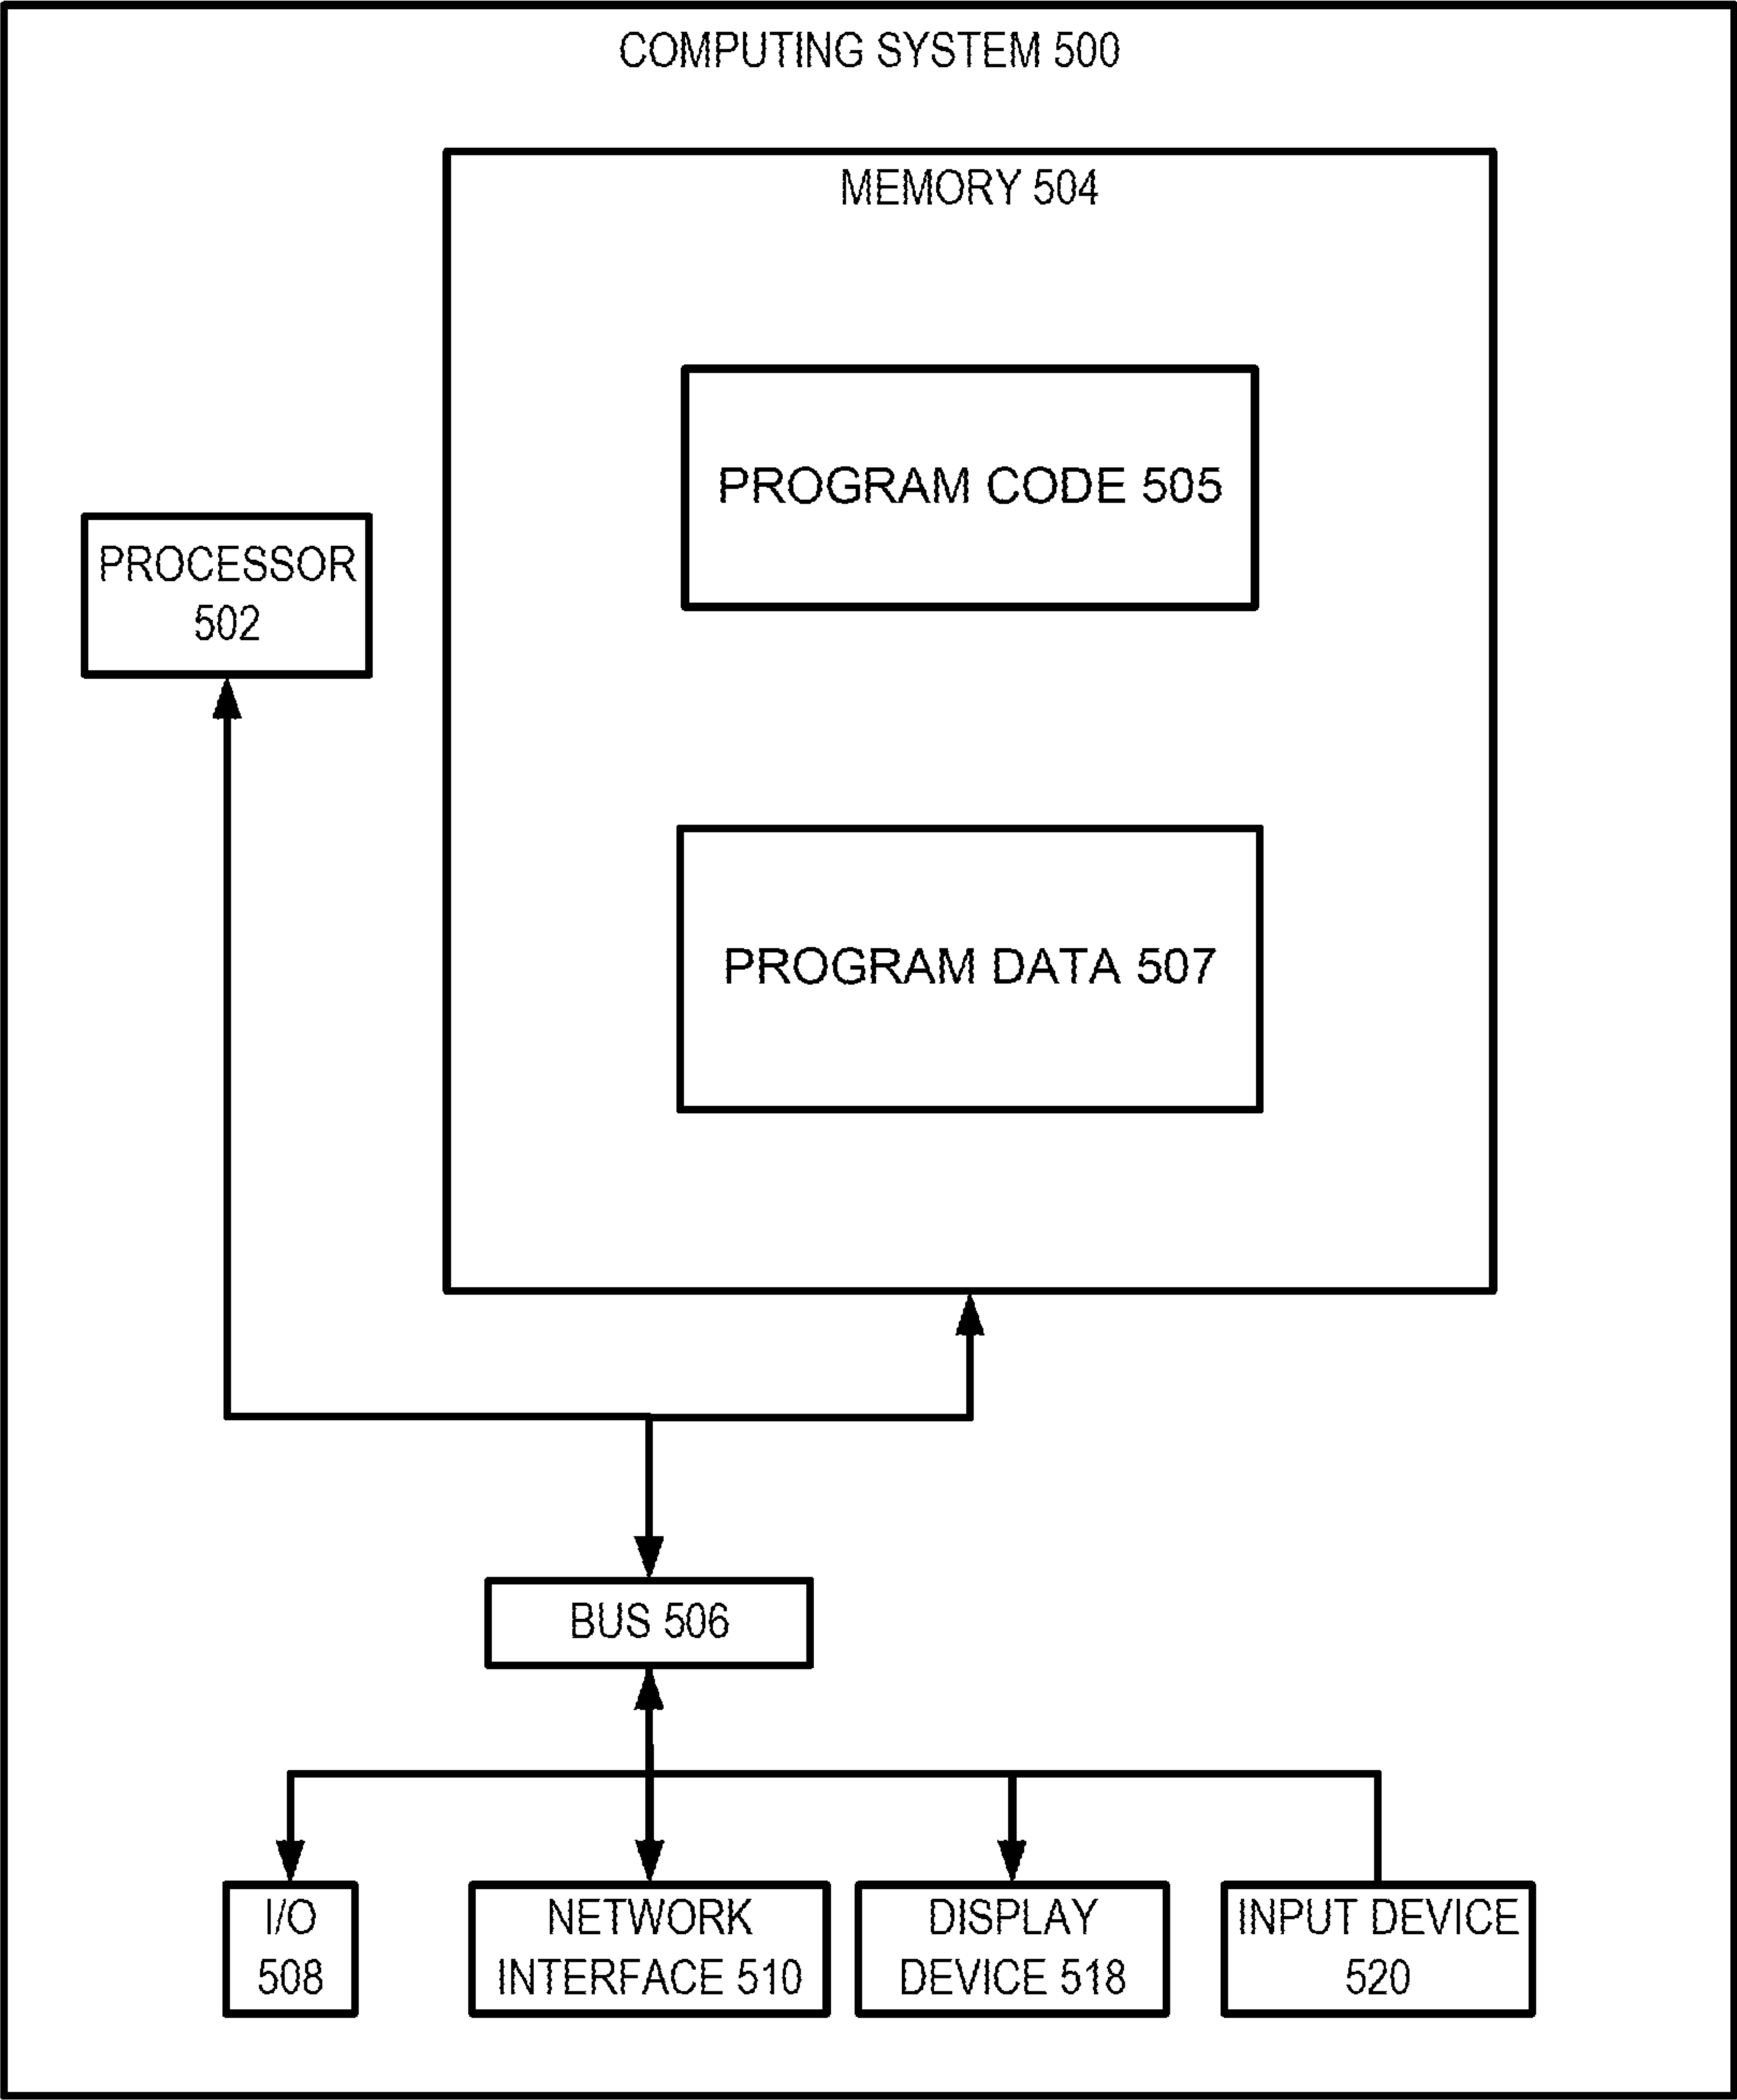 COMPUTING SYSTEM 500
MEMORY 504
PROGRAM CODE 505
PROCESSOR
502
PROGRAM DATA 507
BUS 506
I/O
508
NETWORK
INTERFACE 510
DISPLAY
DEVICE 518
INPUT DEVICE
520